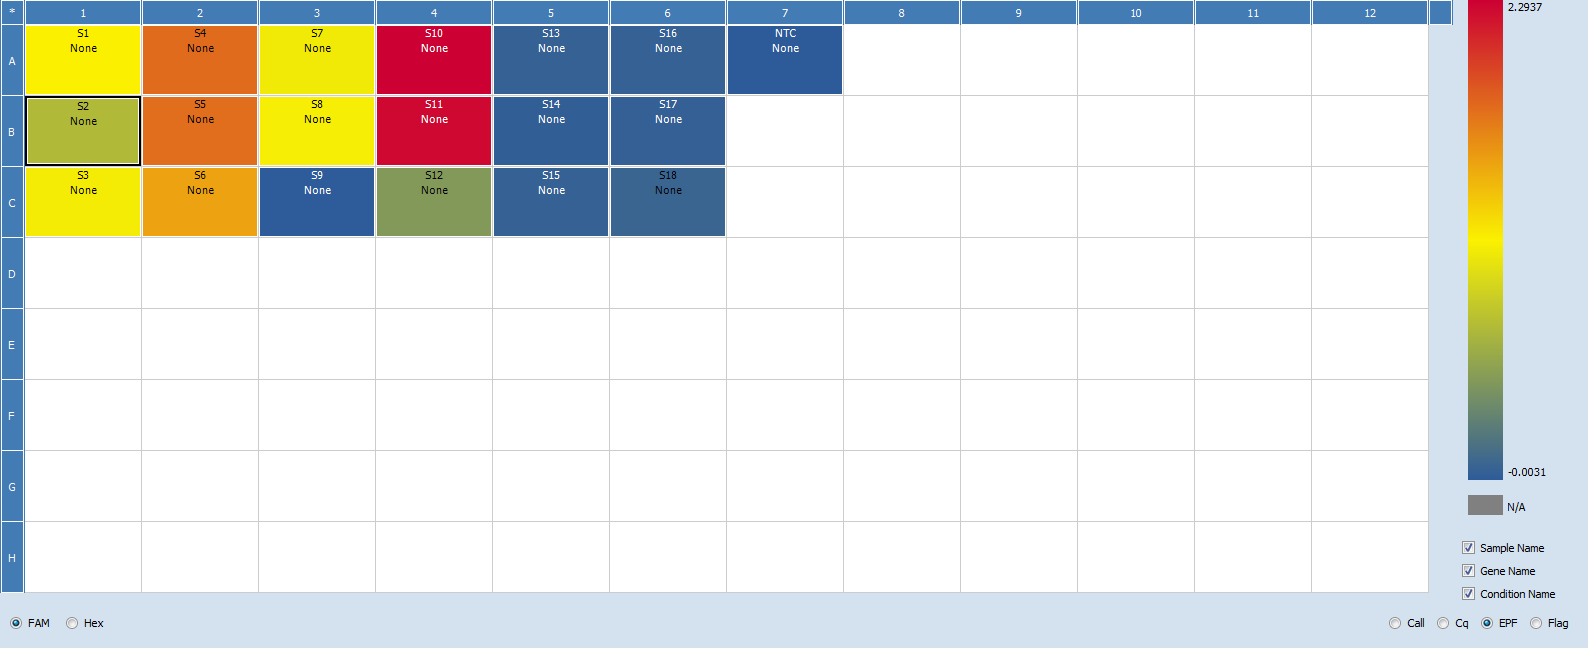 * 1 2 3 4 5 6 7 8 9 10 11 12
2.2937
A
S1 S4 S7 S10 S13 S16 NTC
None None None None None None None
B
S2 S5 S8 S11 S14 S17
None None None None None None
C
S3 S6 S9 S12 S15 S18
None None None None None None
D
E
F
G
-0.0031
N/A
H
Sample Name
Gene Name
Condition Name
FAM Hex Call Cq EPF Flag